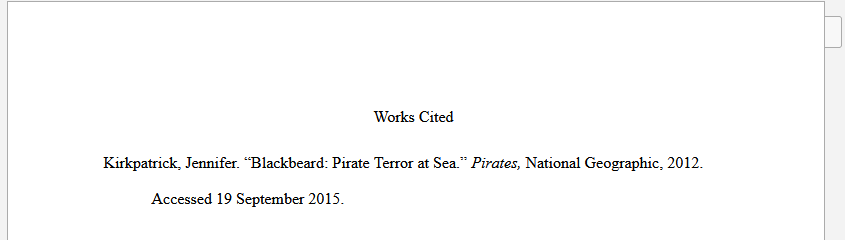 Works Cited
Kirkpatrick, Jennifer. “Blackbeard: Pirate Terror at Sea.” Pirates, National Geographic, 2012.
Accessed 19 September 2015.